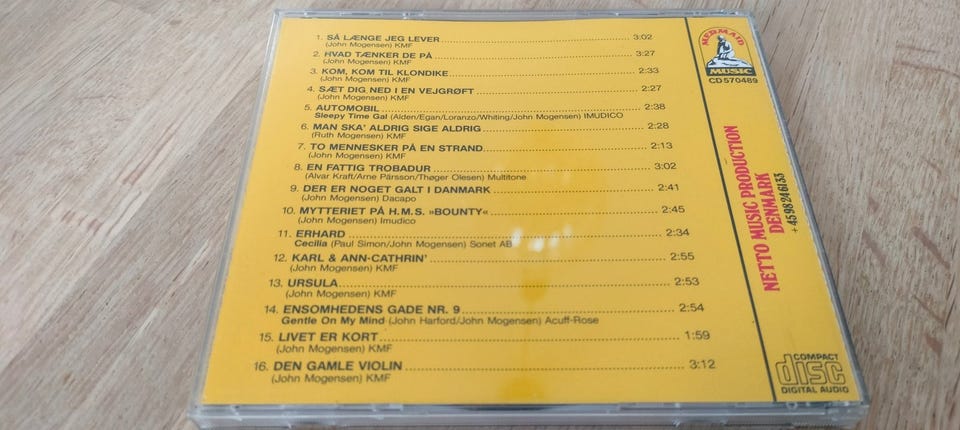 1. SÅ LÆNGE JEG LEVER 3:02
(John Mogensen) KMF
2. HVAD TÆNKER DE PÅ 3:27
(John Mogensen) KMF
3. KOM, KOM TIL KLONDIKE 2:33
(John Mogensen) KMF
4. SÆT DIG NED I EN VEJGRØFT 2:27
(John Mogensen) KMF
5. AUTOMOBIL 2:38
Sleepy Time Gal (Alden/Egan/Loranzo/Whiting/John Mogensen) IMUDICO
6. MAN SKA' ALDRIG SIGE ALDRIG 2:28
(Ruth Mogensen) KMF
7. TO MENNESKER PÅ EN STRAND 2:13
(John Mogensen) KMF
8. EN FATTIG TROBADUR 3:02
(Alvar Kraft/Arne Pårsson/Thøger Olesen) Multitone
9. DER ER NOGET GALT I DANMARK 2:41
(John Mogensen) Dacapo
10. MYTTERIET PÅ H.M.S. »BOUNTY« 2:45
(John Mogensen) Imudico
11. ERHARD 2:34
Cecilia (Paul Simon/John Mogensen) Sonet AB
12. KARL & ANN-CATHRIN' 2:55
(John Mogensen) KMF
13. URSULA 2:53
(John Mogensen) KMF
14. ENSOMHEDENS GADE NR. 9 2:54
Gentle On My Mind (John Harford/John Mogensen) Acuff-Rose
15. LIVET ER KORT 1:59
(John Mogensen) KMF
16. DEN GAMLE VIOLIN 3:12
(John Mogensen) KMF
MERMAID
MUSIC
CD 570489
NETTO MUSIC PRODUCTION
DENMARK
+ 45 98 24 61 33
COMPACT
disc
DIGITAL AUDIO